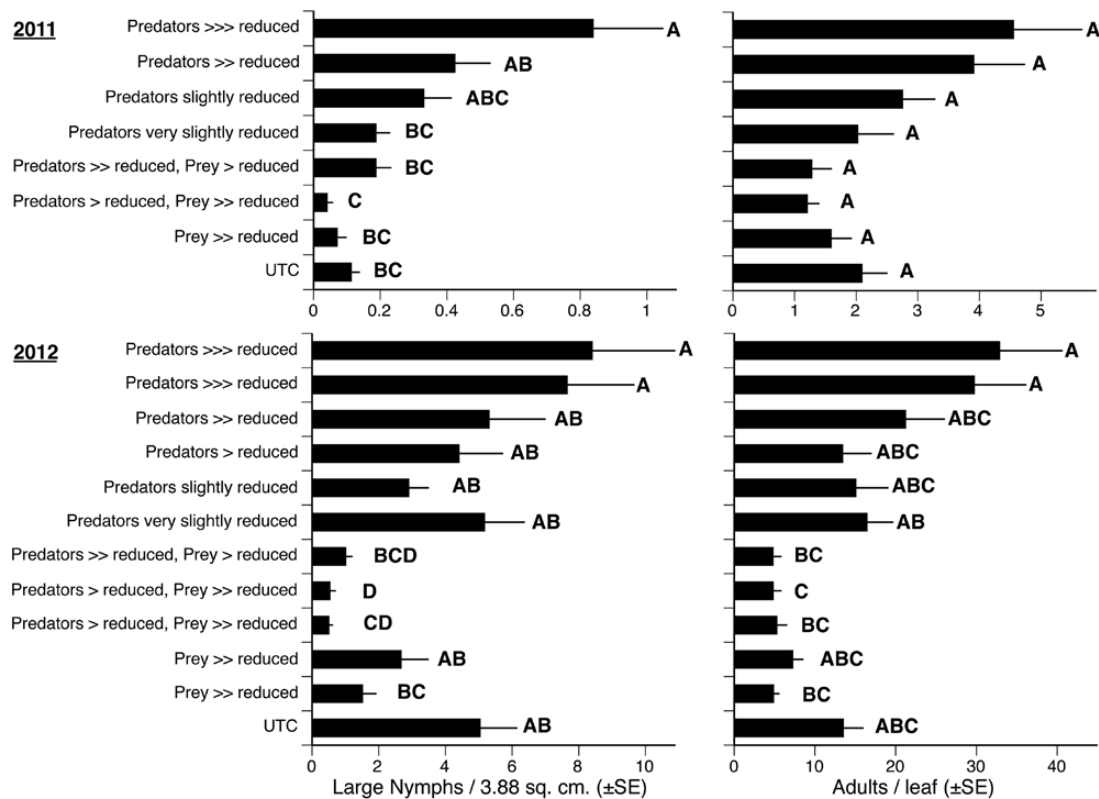 2011
Predators >>> reduced A A
Predators >> reduced AB A
Predators slightly reduced ABC A
Predators very slightly reduced BC A
Predators >> reduced, Prey > reduced BC A
Predators > reduced, Prey >> reduced C A
Prey >> reduced BC A
UTC BC A
0 0.2 0.4 0.6 0.8 1 0 1 2 3 4 5
2012
Predators >>> reduced A A
Predators >>> reduced A A
Predators >> reduced AB ABC
Predators > reduced AB ABC
Predators slightly reduced AB ABC
Predators very slightly reduced AB AB
Predators >> reduced, Prey > reduced BCD BC
Predators > reduced, Prey >> reduced D C
Predators > reduced, Prey >> reduced CD BC
Prey >> reduced AB ABC
Prey >> reduced BC BC
UTC AB ABC
0 2 4 6 8 10 0 10 20 30 40
Large Nymphs / 3.88 sq. cm. (±SE) Adults / leaf (±SE)